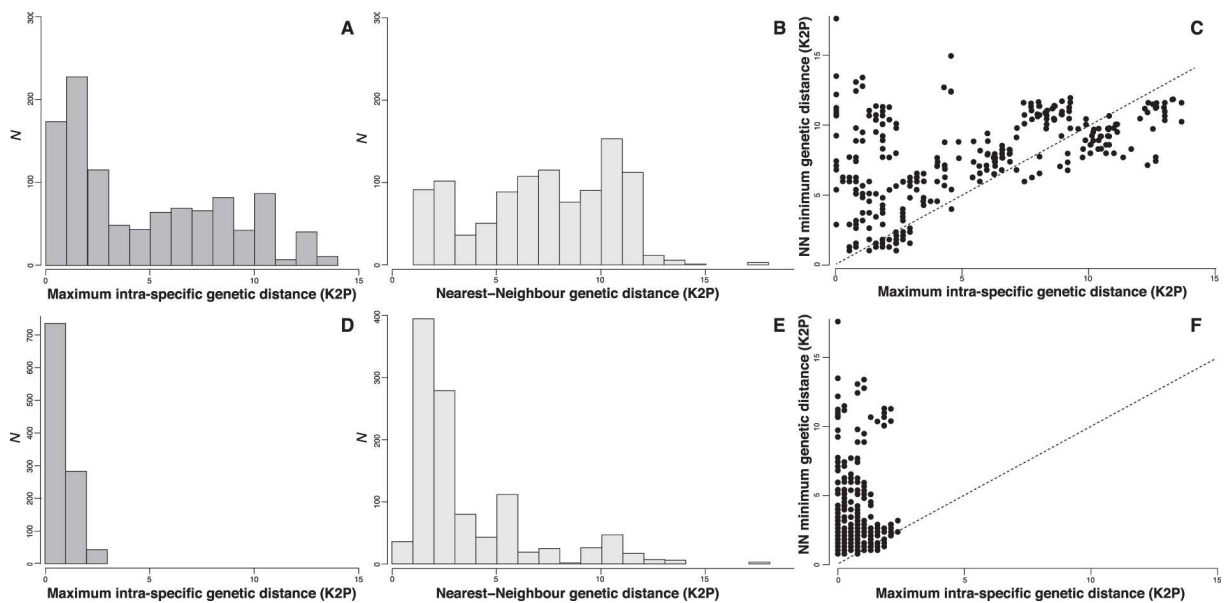 A
300
200
100
0
N
0 5 10 15
Maximum intra-specific genetic distance (K2P)
B
300
200
100
0
N
0 5 10 15
Nearest−Neighbour genetic distance (K2P)
C
15
10
5
0
NN minimum genetic distance (K2P)
0 5 10 15
Maximum intra-specific genetic distance (K2P)
D
700
600
500
400
300
200
100
0
N
0 5 10 15
Maximum intra-specific genetic distance (K2P)
E
400
300
200
100
0
N
0 5 10 15
Nearest−Neighbour genetic distance (K2P)
F
15
10
5
0
NN minimum genetic distance (K2P)
0 5 10 15
Maximum intra-specific genetic distance (K2P)